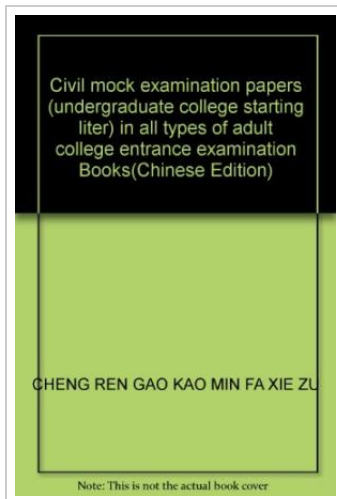 Civil mock examination papers
(undergraduate college starting
liter) in all types of adult
college entrance examination
Books(Chinese Edition)
CHENG REN GAO KAO MIN FA XIE ZU
Note: This is not the actual book cover